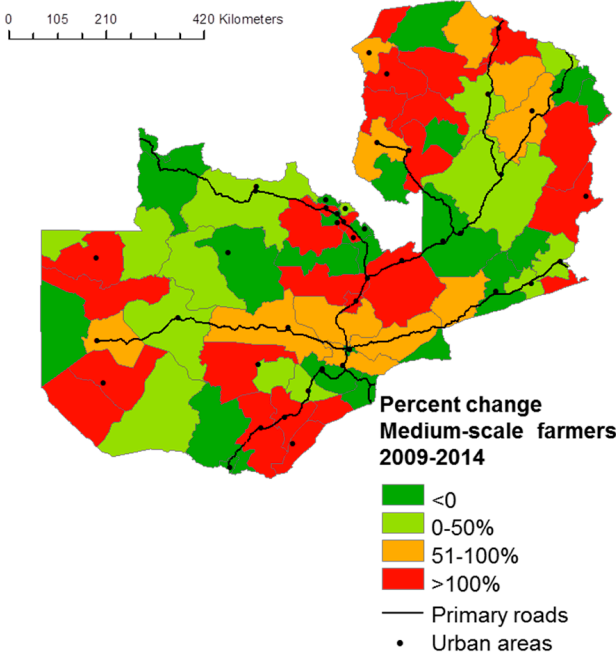 0 105 210 420 Kilometers
Percent change
Medium-scale farmers
2009-2014
<0
0-50%
51-100%
>100%
Primary roads
Urban areas